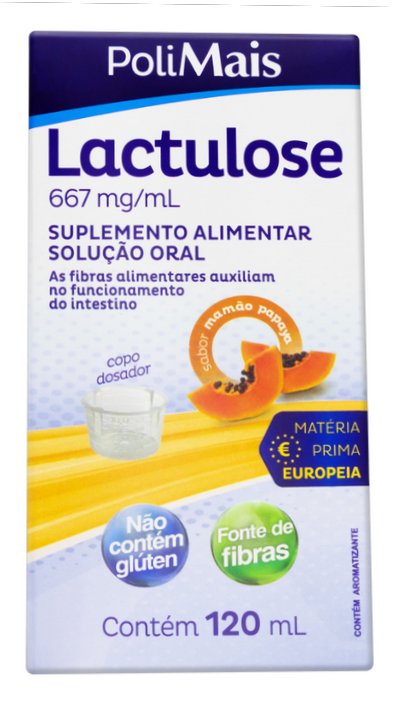 PoliMais
Lactulose
667 mg/mL
SUPLEMENTO ALIMENTAR
SOLUÇÃO ORAL
As fibras alimentares auxiliam
no funcionamento
do intestino
sabor mamão papaya
copo
dosador
MATÉRIA
€ PRIMA
EUROPEIA
Não
contém
glúten
Fonte de
fibras
CONTÉM AROMATIZANTE
Contém 120 mL